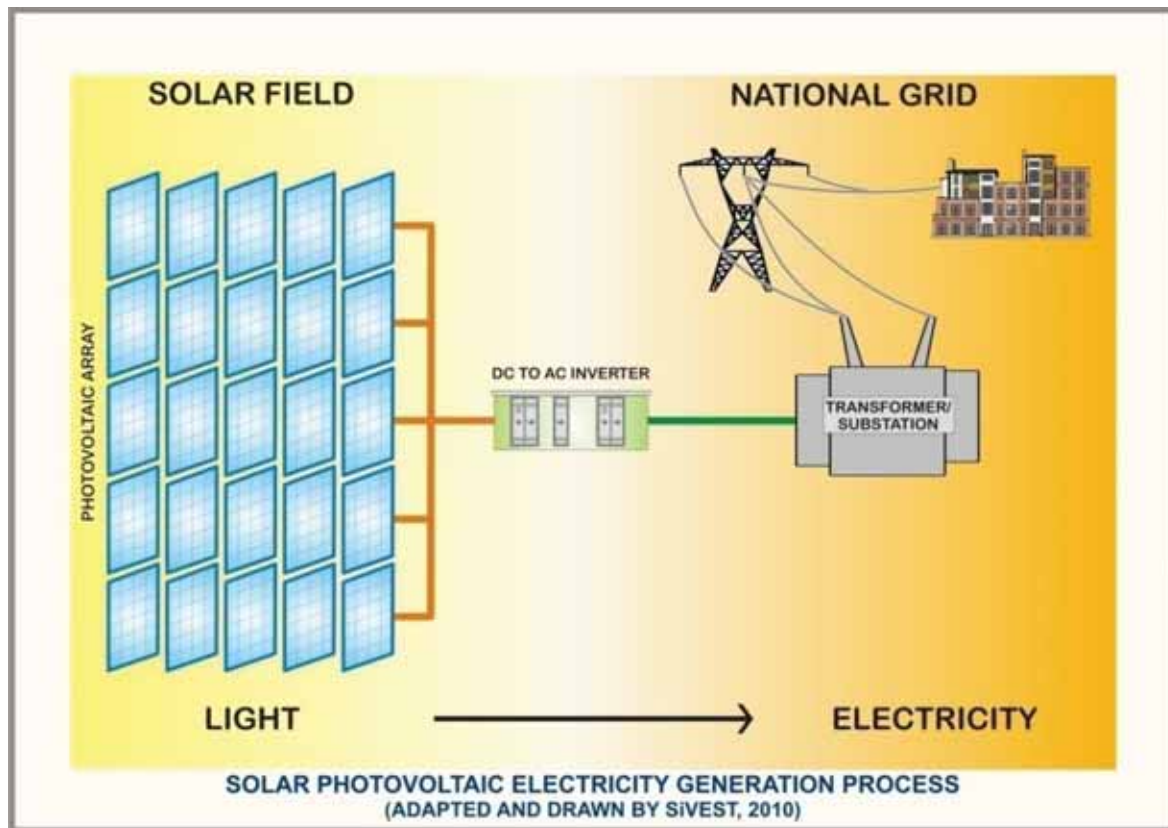 SOLAR FIELD
NATIONAL GRID
PHOTOVOLTAIC ARRAY
DC TO AC INVERTER
TRANSFORMER/
SUBSTATION
LIGHT
ELECTRICITY
SOLAR PHOTOVOLTAIC ELECTRICITY GENERATION PROCESS
(ADAPTED AND DRAWN BY SiVEST, 2010)